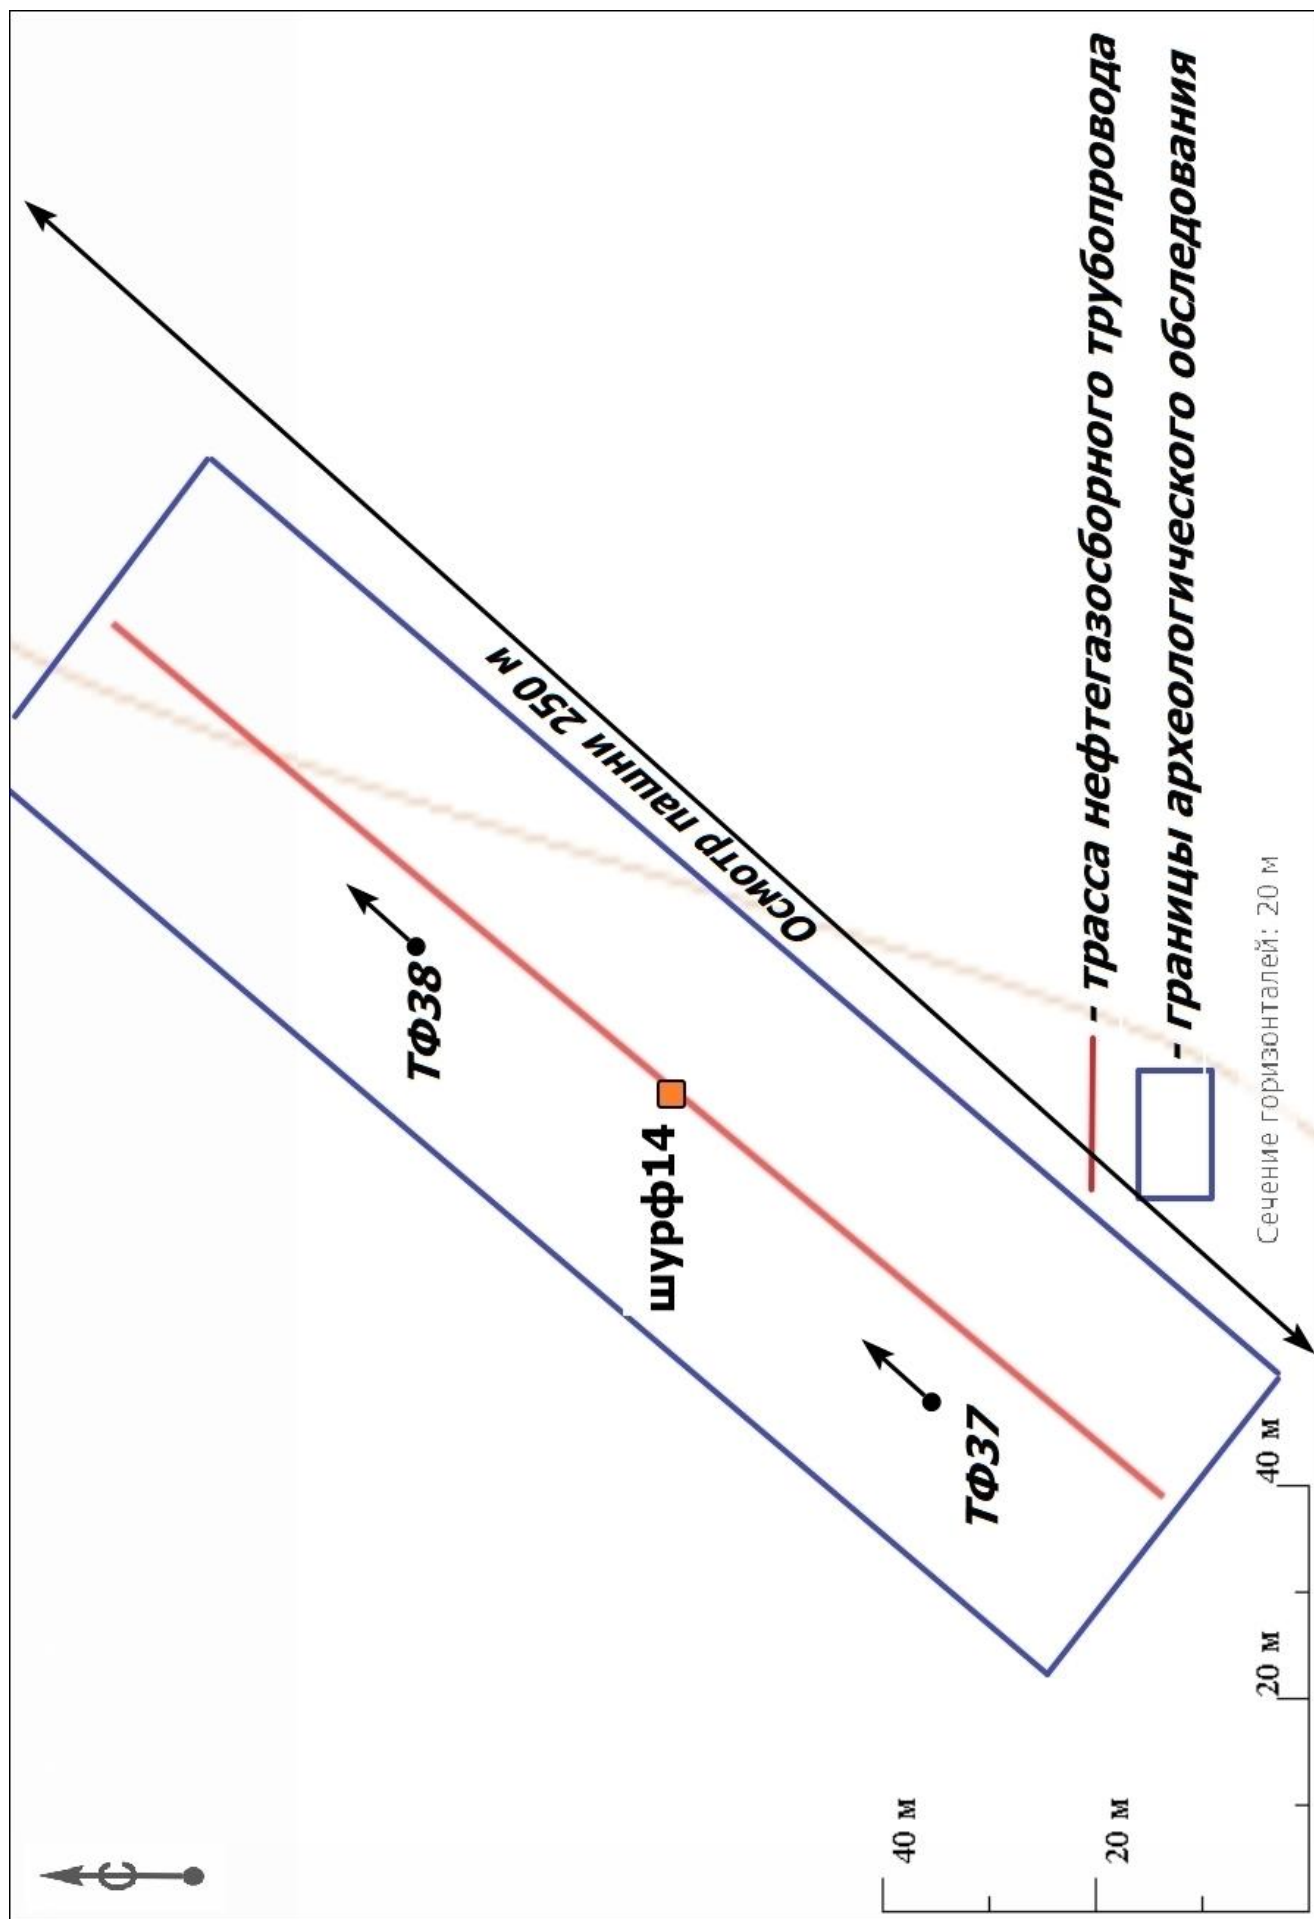 С
ТФ38
шурф14
Осмотр пашни 250 м
ТФ37
40 м
20 м
- трасса нефтегазосборного трубопровода
- границы археологического обследования
20 м
40 м
Сечение горизонталей: 20 м